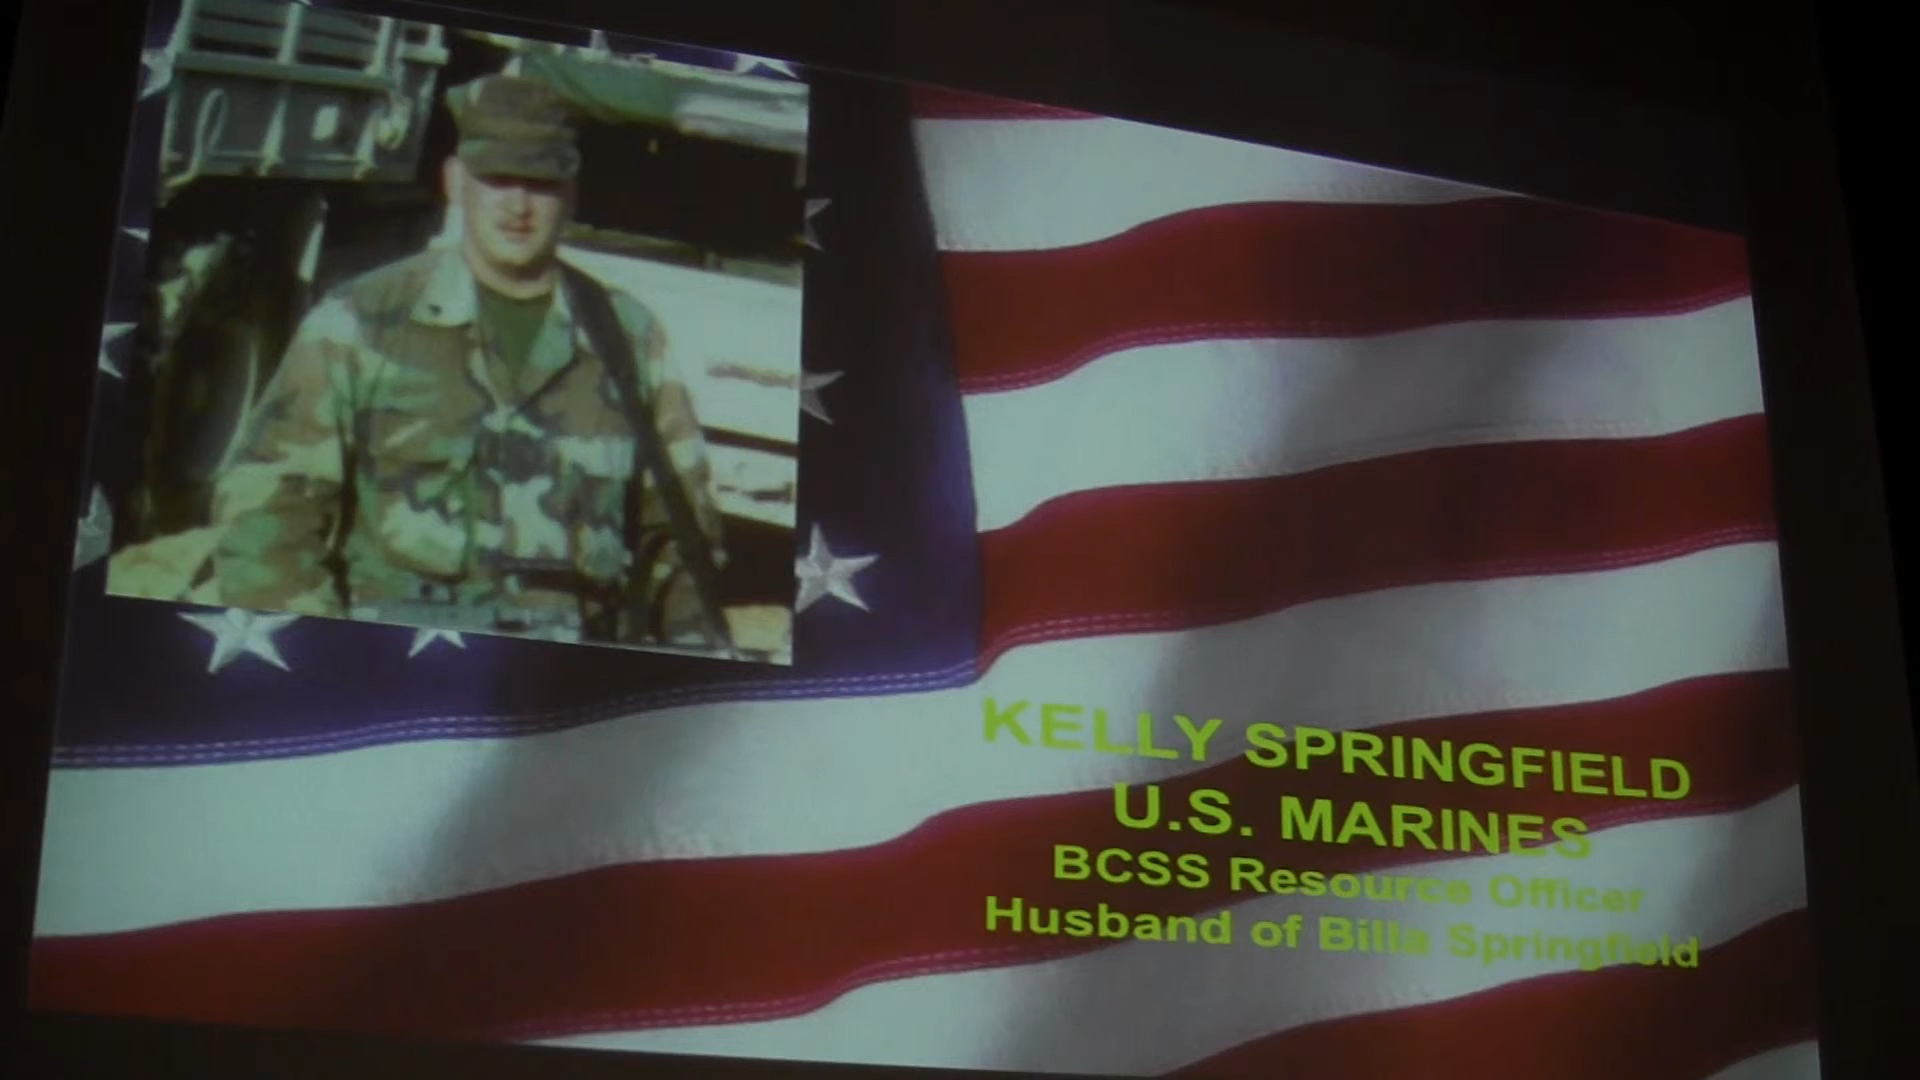 KELLY SPRINGFIELD
U.S. MARINES
BCSS Resource Officer
Husband of Billa Springfield